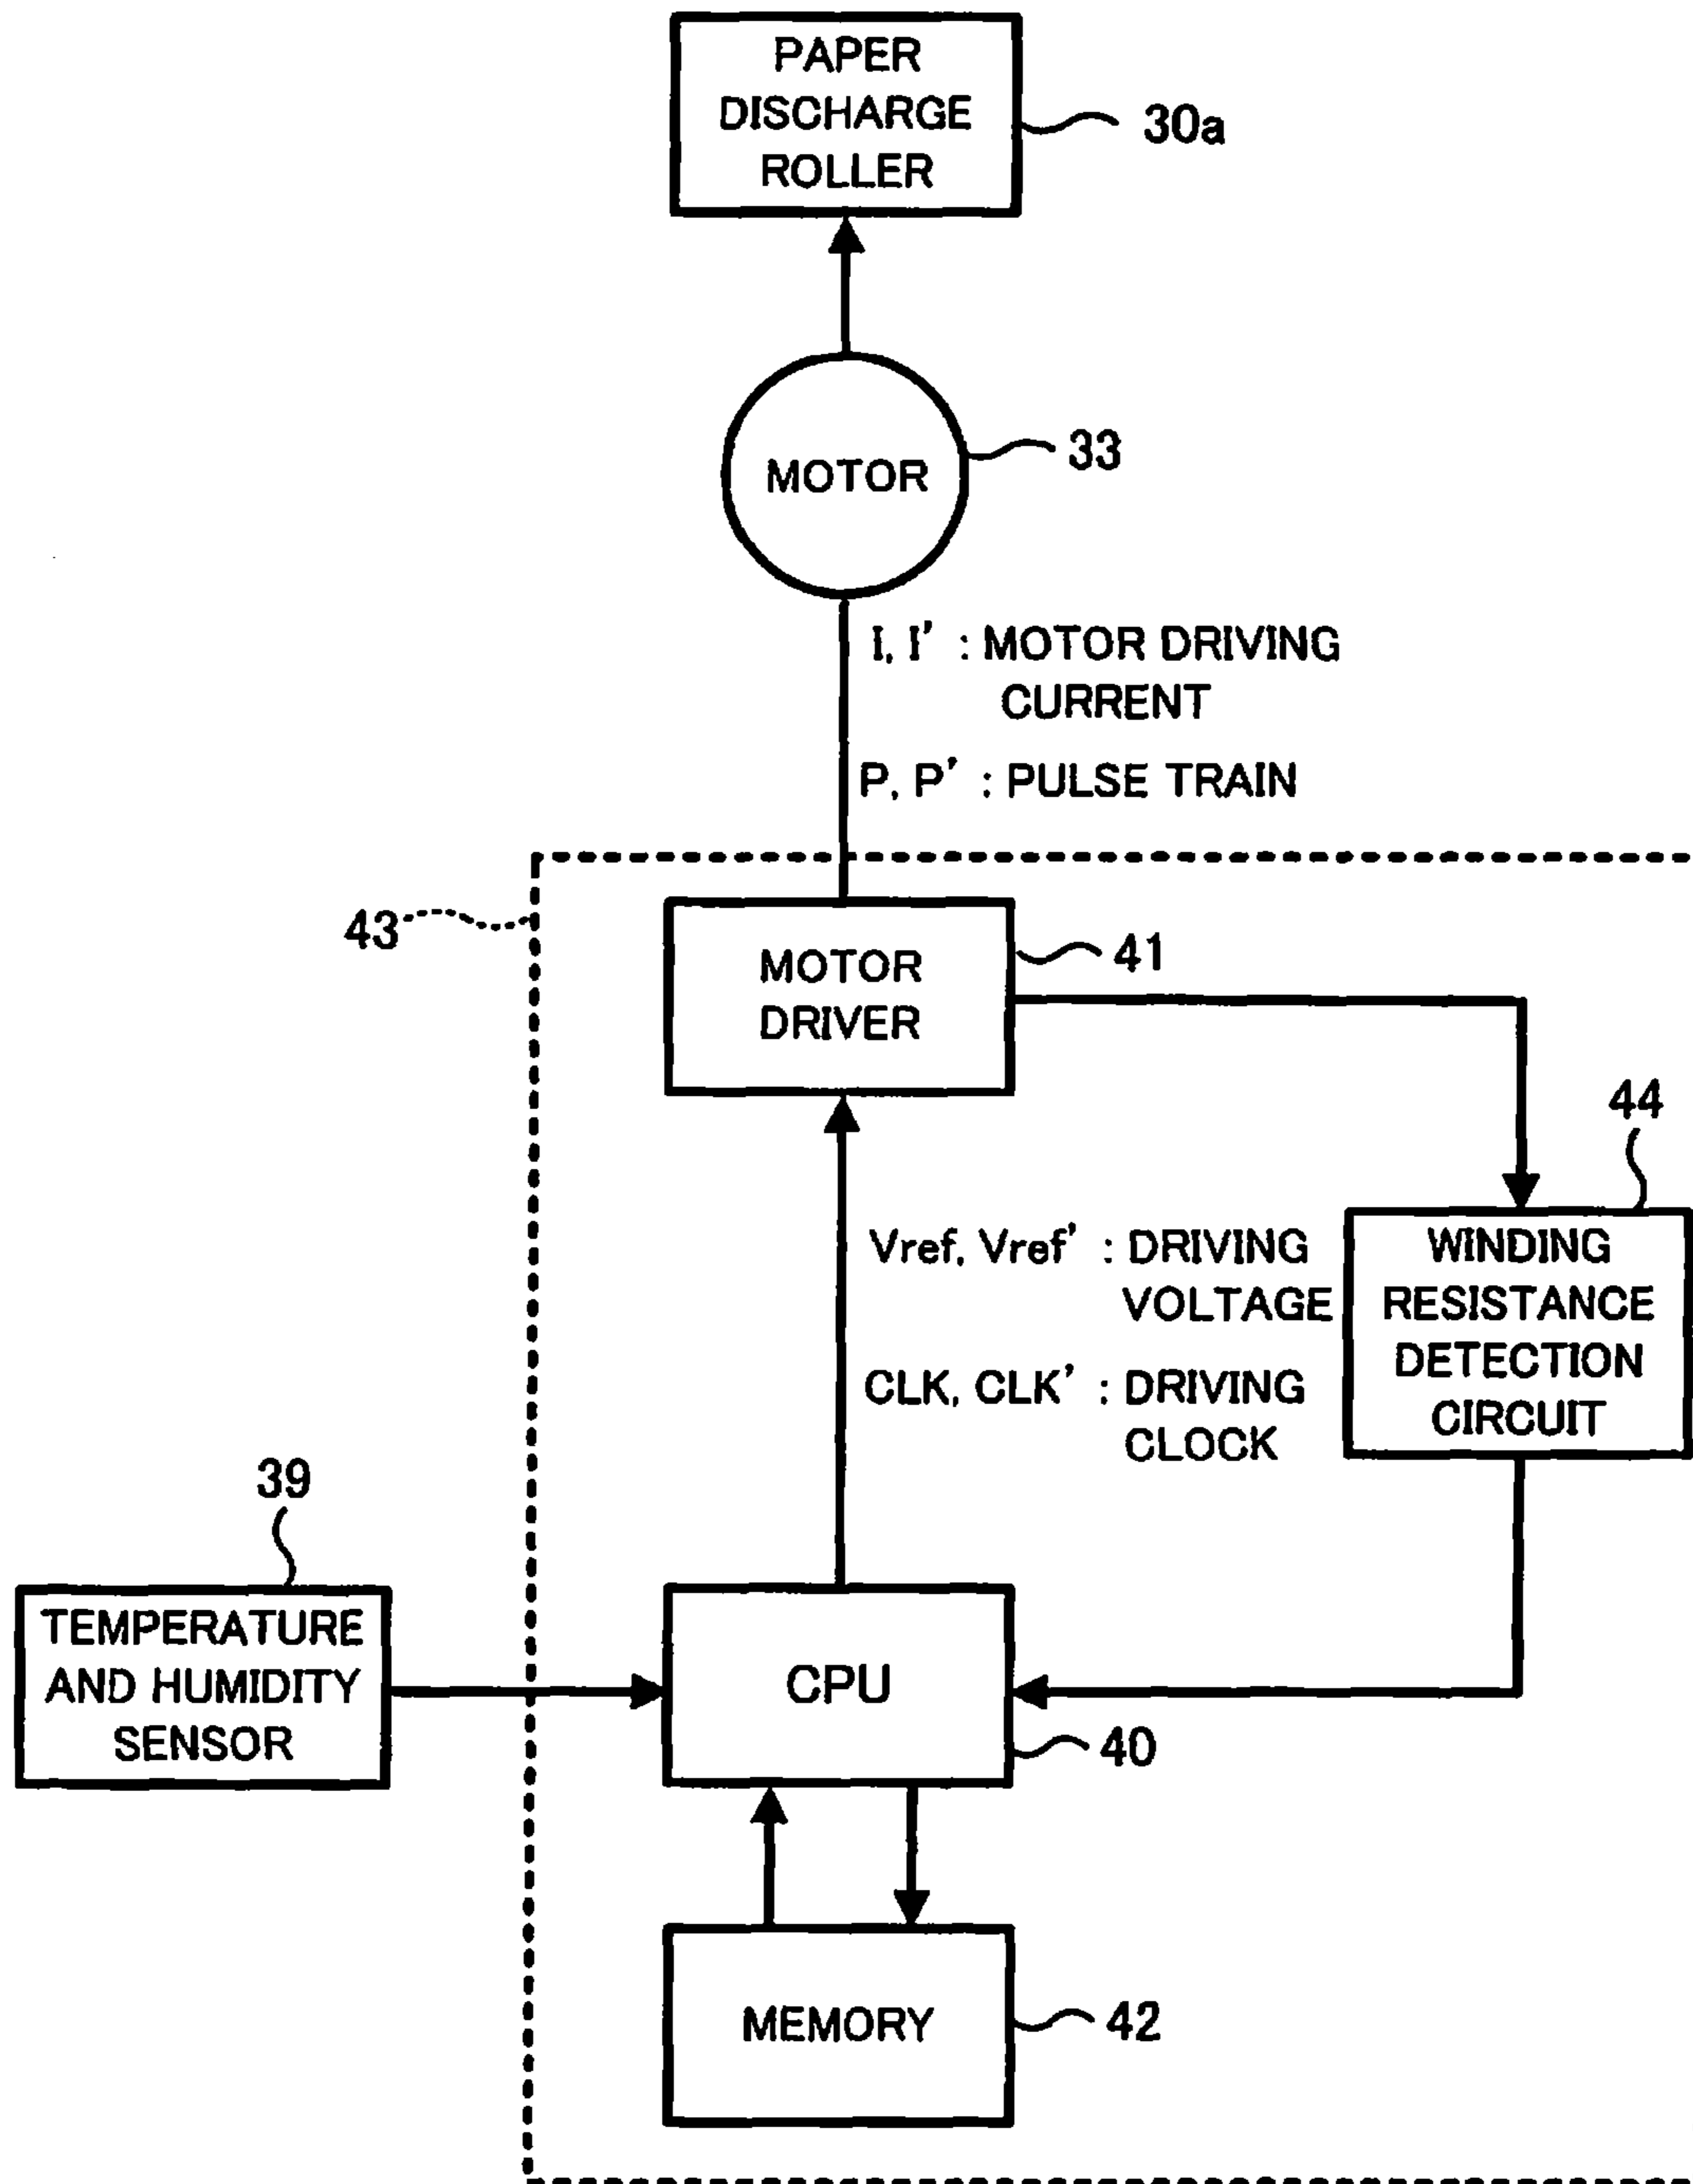 PAPER
DISCHARGE
ROLLER
30a
MOTOR
33
I, I' : MOTOR DRIVING
CURRENT
P, P' : PULSE TRAIN
43
MOTOR
DRIVER
41
44
Vref, Vref' : DRIVING
VOLTAGE
CLK, CLK' : DRIVING
CLOCK
WINDING
RESISTANCE
DETECTION
CIRCUIT
39
TEMPERATURE
AND HUMIDITY
SENSOR
CPU
40
MEMORY
42